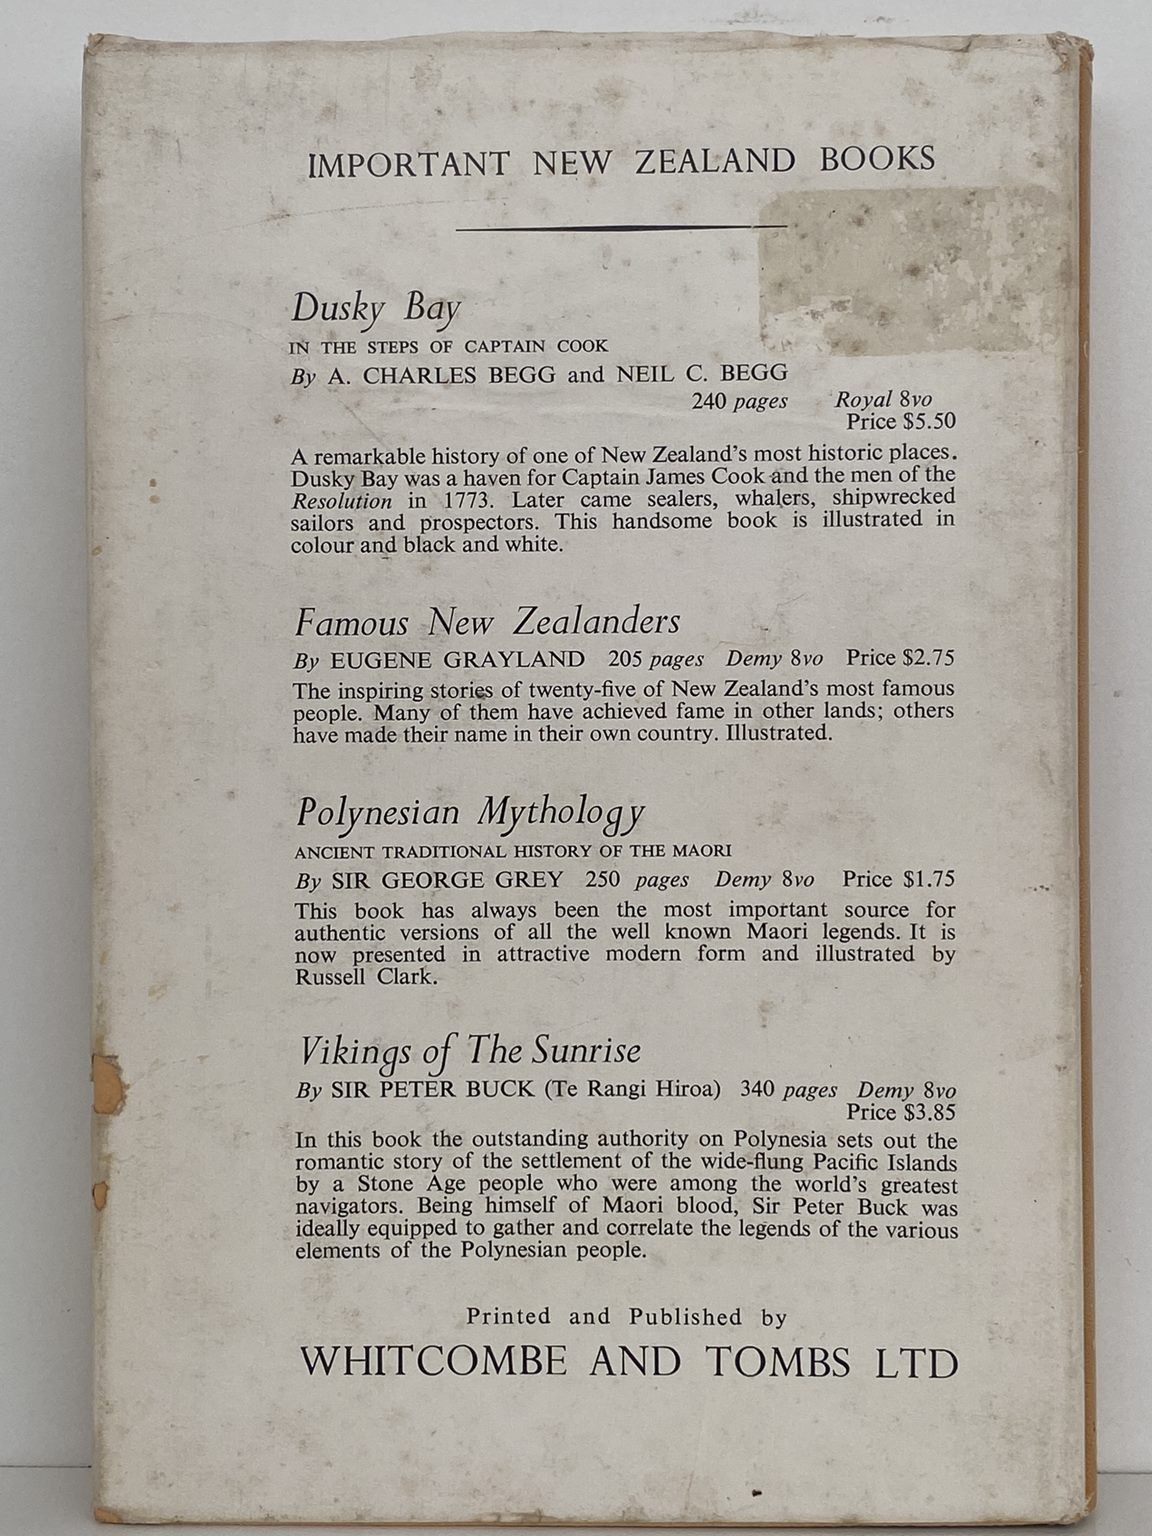 IMPORTANT NEW ZEALAND BOOKS
Dusky Bay
IN THE STEPS OF CAPTAIN COOK
By A. CHARLES BEGG and NEIL C. BEGG
240 pages Royal 8vo
Price $5.50
A remarkable history of one of New Zealand's most historic places.
Dusky Bay was a haven for Captain James Cook and the men of the
Resolution in 1773. Later came sealers, whalers, shipwrecked
sailors and prospectors. This handsome book is illustrated in
colour and black and white.
Famous New Zealanders
By EUGENE GRAYLAND 205 pages Demy 8vo Price $2.75
The inspiring stories of twenty-five of New Zealand's most famous
people. Many of them have achieved fame in other lands; others
have made their name in their own country. Illustrated.
Polynesian Mythology
ANCIENT TRADITIONAL HISTORY OF THE MAORI
By SIR GEORGE GREY 250 pages Demy 8vo Price $1.75
This book has always been the most important source for
authentic versions of all the well known Maori legends. It is
now presented in attractive modern form and illustrated by
Russell Clark.
Vikings of The Sunrise
By SIR PETER BUCK (Te Rangi Hiroa) 340 pages Demy 8vo
Price $3.85
In this book the outstanding authority on Polynesia sets out the
romantic story of the settlement of the wide-flung Pacific Islands
by a Stone Age people who were among the world's greatest
navigators. Being himself of Maori blood, Sir Peter Buck was
ideally equipped to gather and correlate the legends of the various
elements of the Polynesian people.
Printed and Published by
WHITCOMBE AND TOMBS LTD